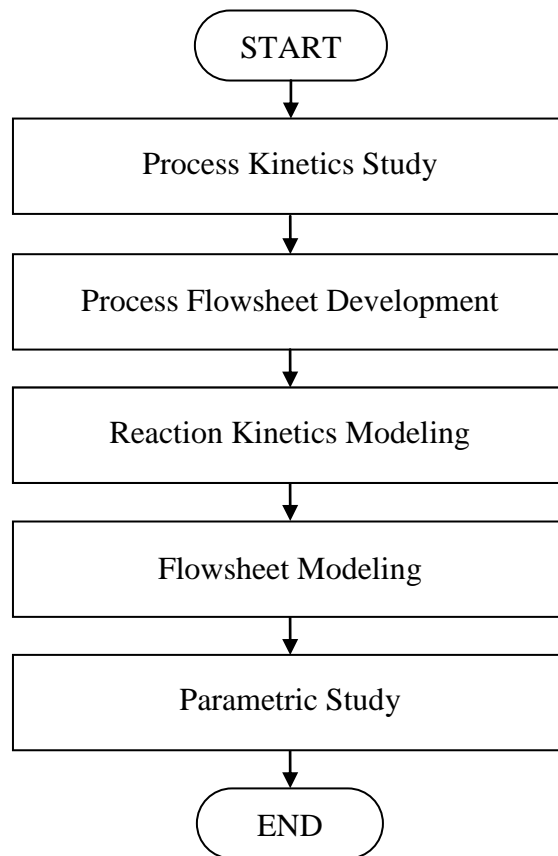 START
Process Kinetics Study
Process Flowsheet Development
Reaction Kinetics Modeling
Flowsheet Modeling
Parametric Study
END